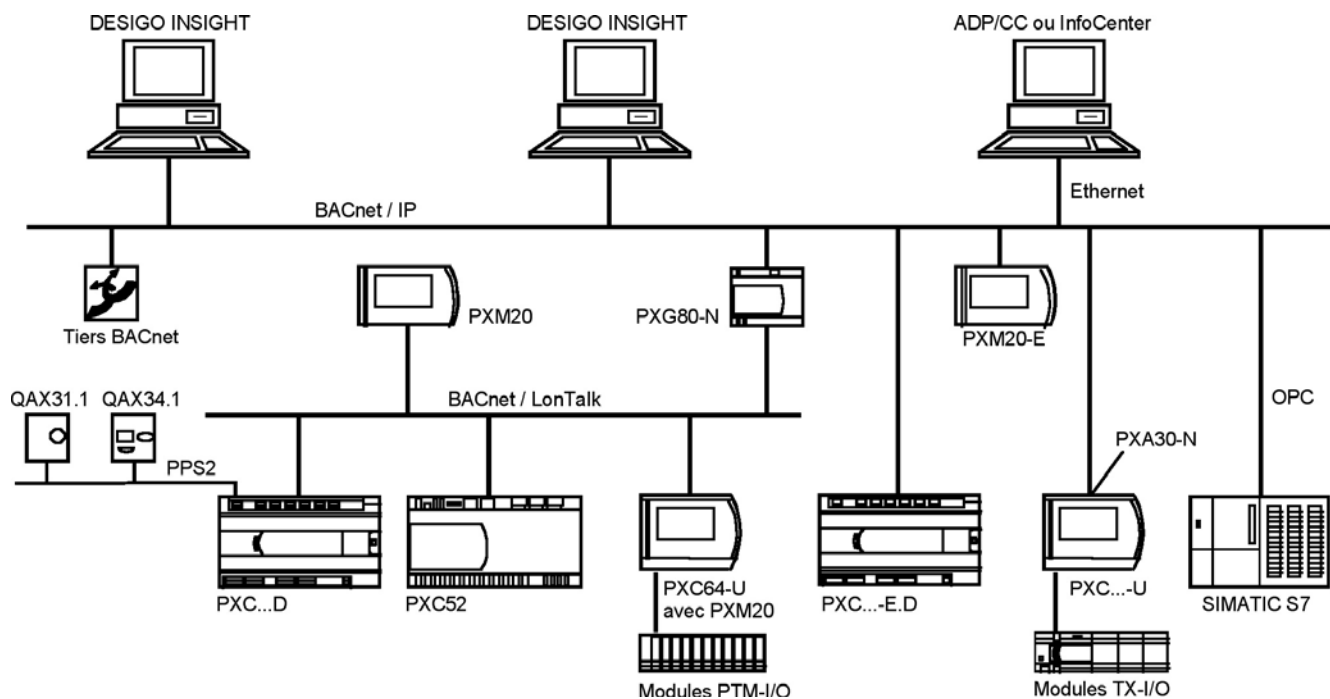 DESIGO INSIGHT
DESIGO INSIGHT
ADP/CC ou InfoCenter
Ethernet
BACnet / IP
Tiers BACnet
PXM20
PXG80-N
PXM20-E
QAX31.1
QAX34.1
BACnet / LonTalk
OPC
PPS2
PXA30-N
PXC...D
PXC52
PXC64-U
avec PXM20
PXC...-E.D
PXC...-U
SIMATIC S7
Modules PTM-I/O
Modules TX-I/O